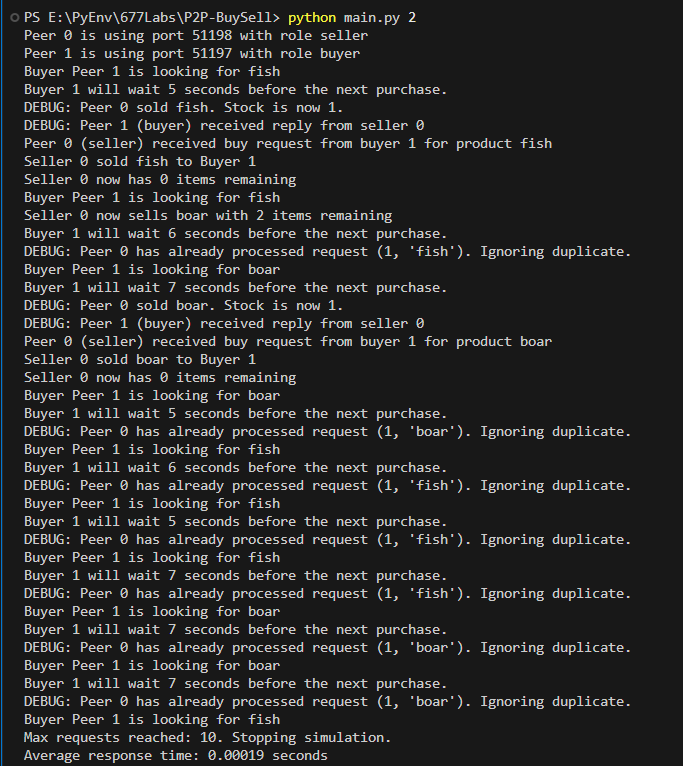 PS E:\PyEnv\677Labs\P2P-BuySell> python main.py 2
Peer 0 is using port 51198 with role seller
Peer 1 is using port 51197 with role buyer
Buyer Peer 1 is looking for fish
Buyer 1 will wait 5 seconds before the next purchase.
DEBUG: Peer 0 sold fish. Stock is now 1.
DEBUG: Peer 1 (buyer) received reply from seller 0
Peer 0 (seller) received buy request from buyer 1 for product fish
Seller 0 sold fish to Buyer 1
Seller 0 now has 0 items remaining
Buyer Peer 1 is looking for fish
Seller 0 now sells boar with 2 items remaining
Buyer 1 will wait 6 seconds before the next purchase.
DEBUG: Peer 0 has already processed request (1, 'fish'). Ignoring duplicate.
Buyer Peer 1 is looking for boar
Buyer 1 will wait 7 seconds before the next purchase.
DEBUG: Peer 0 sold boar. Stock is now 1.
DEBUG: Peer 1 (buyer) received reply from seller 0
Peer 0 (seller) received buy request from buyer 1 for product boar
Seller 0 sold boar to Buyer 1
Seller 0 now has 0 items remaining
Buyer Peer 1 is looking for boar
Buyer 1 will wait 5 seconds before the next purchase.
DEBUG: Peer 0 has already processed request (1, 'boar'). Ignoring duplicate.
Buyer Peer 1 is looking for fish
Buyer 1 will wait 6 seconds before the next purchase.
DEBUG: Peer 0 has already processed request (1, 'fish'). Ignoring duplicate.
Buyer Peer 1 is looking for fish
Buyer 1 will wait 5 seconds before the next purchase.
DEBUG: Peer 0 has already processed request (1, 'fish'). Ignoring duplicate.
Buyer Peer 1 is looking for fish
Buyer 1 will wait 7 seconds before the next purchase.
DEBUG: Peer 0 has already processed request (1, 'fish'). Ignoring duplicate.
Buyer Peer 1 is looking for boar
Buyer 1 will wait 7 seconds before the next purchase.
DEBUG: Peer 0 has already processed request (1, 'boar'). Ignoring duplicate.
Buyer Peer 1 is looking for boar
Buyer 1 will wait 7 seconds before the next purchase.
DEBUG: Peer 0 has already processed request (1, 'boar'). Ignoring duplicate.
Buyer Peer 1 is looking for fish
Max requests reached: 10. Stopping simulation.
Average response time: 0.00019 seconds